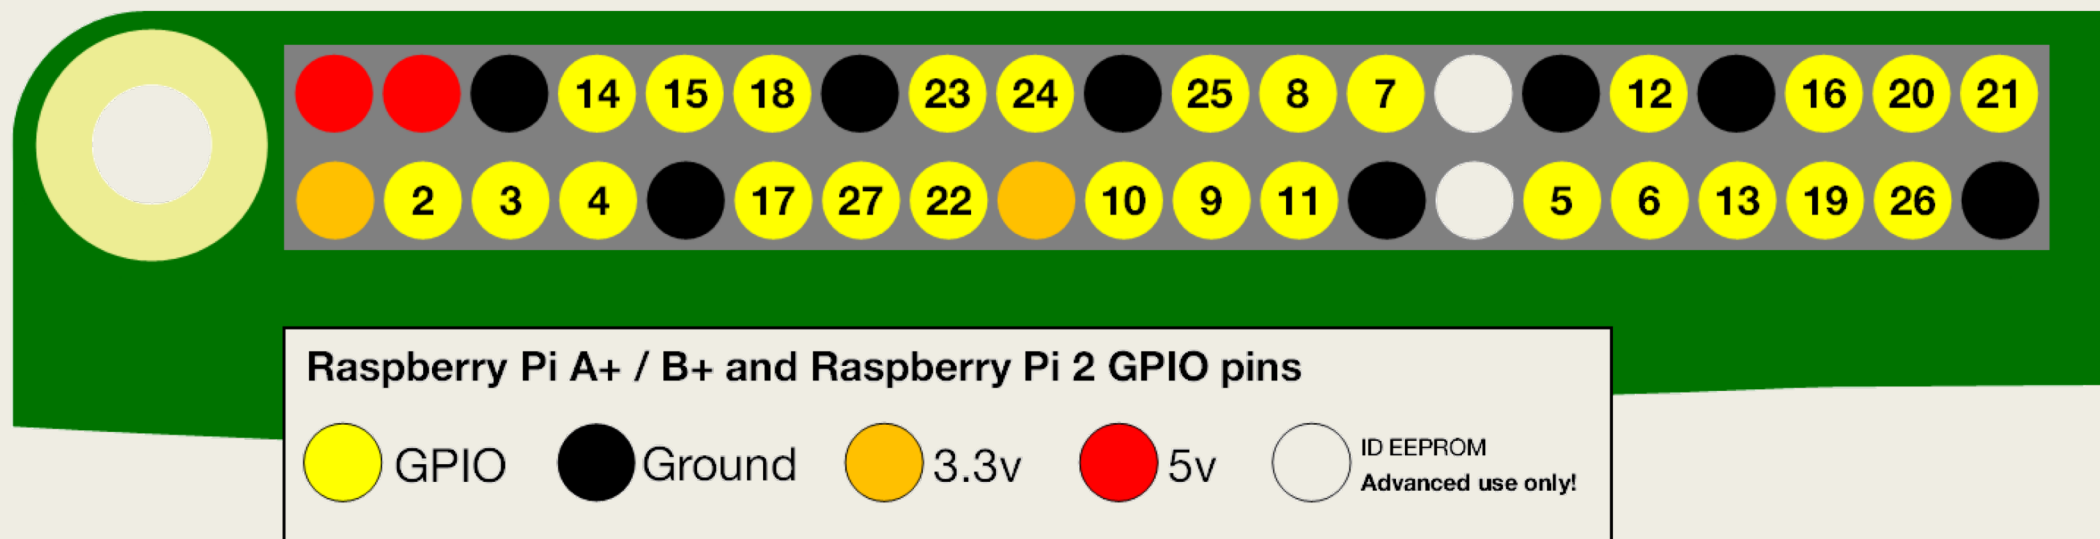 14 15 18 23 24 25 8 7 12 16 20 21
2 3 4 17 27 22 10 9 11 5 6 13 19 26
Raspberry Pi A+ / B+ and Raspberry Pi 2 GPIO pins
GPIO Ground 3.3v 5v ID EEPROM
Advanced use only!